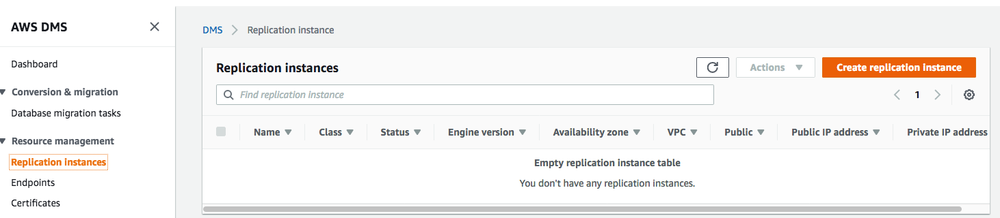 AWS DMS
Dashboard
Conversion & migration
Database migration tasks
Resource management
Replication instances
Endpoints
Certificates
DMS Replication instance
Replication instances
Actions
Create replication instance
Find replication instance
1
Name Class Status Engine version Availability zone VPC Public Public IP address Private IP address
Empty replication instance table
You don't have any replication instances.